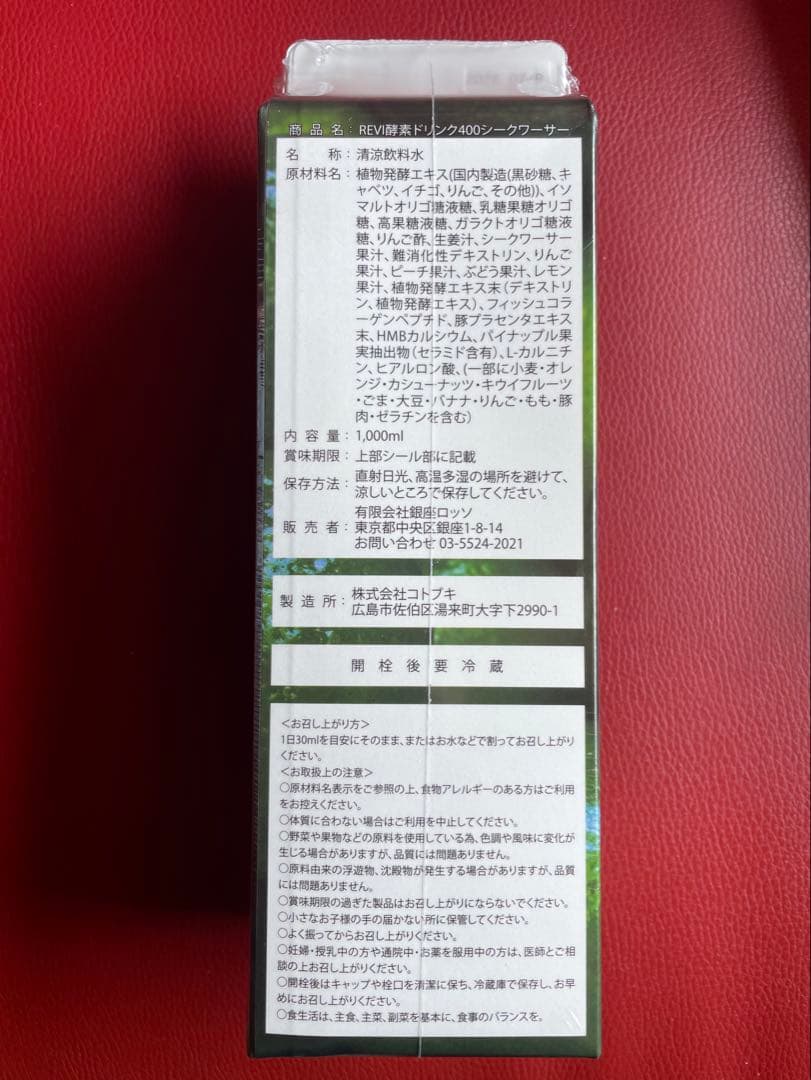 商品名：REVI酵素ドリンク400シークワーサー
名称：清涼飲料水
原材料名：植物発酵エキス(国内製造(黒砂糖、キ
ャベツ、イチゴ、りんご、その他))、イソ
マルトオリゴ糖液糖、乳糖果糖オリゴ
糖、高果糖液糖、ガラクトオリゴ糖液
糖、りんご酢、生姜汁、シークワーサー
果汁、難消化性デキストリン、りんご
果汁、ピーチ果汁、ぶどう果汁、レモン
果汁、植物発酵エキス末（デキストリ
ン、植物発酵エキス）、フィッシュコラ
ーゲンペプチド、豚プラセンタエキス
末、HMBカルシウム、パイナップル果
実抽出物（セラミド含有）、L-カルニチ
ン、ヒアルロン酸、(一部に小麦・オレ
ンジ・カシューナッツ・キウイフルーツ
・ごま・大豆・バナナ・りんご・もも・豚
肉・ゼラチンを含む）
内容量：1,000ml
賞味期限：上部シール部に記載
保存方法：直射日光、高温多湿の場所を避けて、
涼しいところで保存してください。
販売者：有限会社銀座ロッソ
東京都中央区銀座1-8-14
お問い合わせ 03-5524-2021
製造所：株式会社コトブキ
広島市佐伯区湯来町大字下2990-1
開栓後要冷蔵
＜お召し上がり方＞
1日30mlを目安にそのまま、またはお水などで割ってお召し上がり
ください。
＜お取扱上の注意＞
○原材料名表示をご参照の上、食物アレルギーのある方はご利用
をお控えください。
○体質に合わない場合はご利用を中止してください。
○野菜や果物などの原料を使用している為、色調や風味に変化が
生じる場合がありますが、品質には問題ありません。
○原料由来の浮遊物、沈殿物が発生する場合がありますが、品質
には問題ありません。
○賞味期限の過ぎた製品はお召し上がりにならないでください。
○小さなお子様の手の届かない所に保管してください。
○よく振ってからお召し上がりください。
○妊婦・授乳中の方や通院中・お薬を服用中の方は、医師とご相
談の上お召し上がりください。
○開栓後はキャップや栓口を清潔に保ち、冷蔵庫で保存し、お早
めにお召し上がりください。
○食生活は、主食、主菜、副菜を基本に、食事のバランスを。